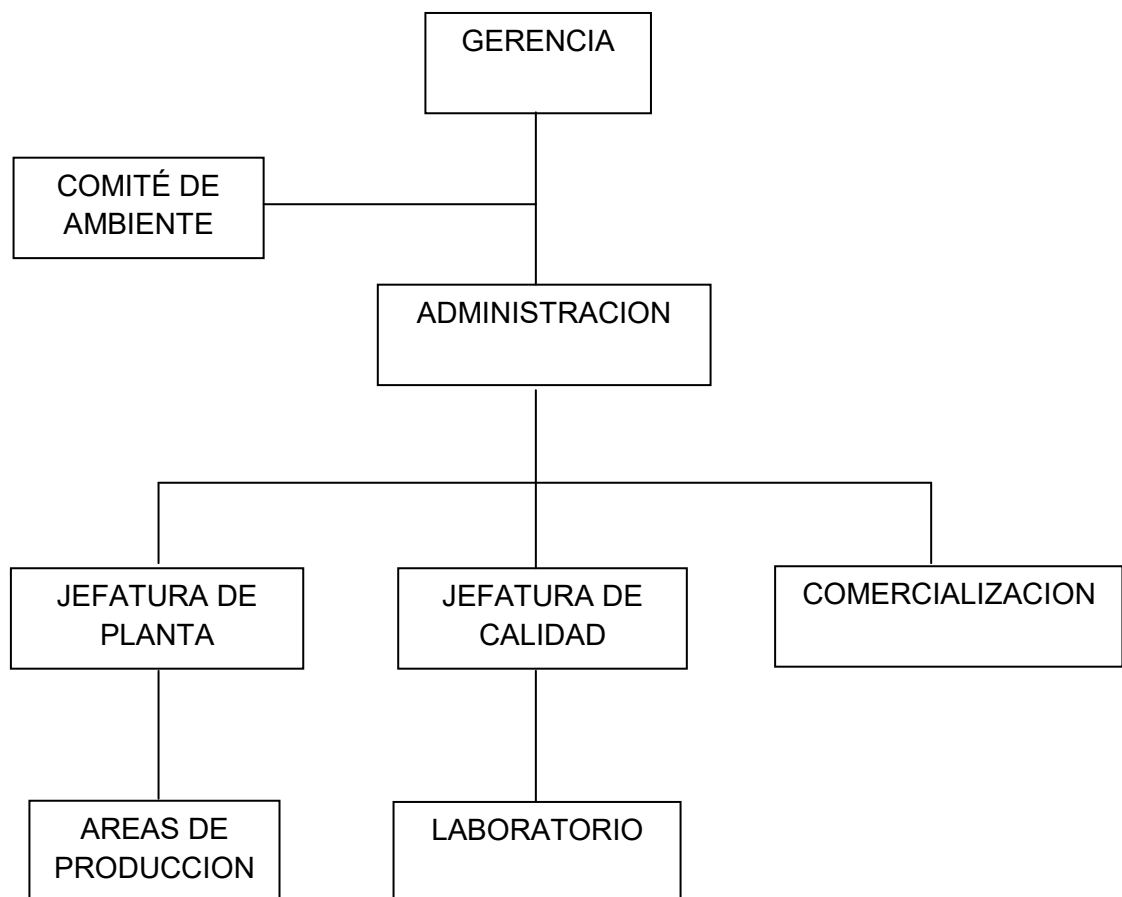 GERENCIA
COMITÉ DE
AMBIENTE
ADMINISTRACION
JEFATURA DE
PLANTA
JEFATURA DE
CALIDAD
COMERCIALIZACION
AREAS DE
PRODUCCION
LABORATORIO